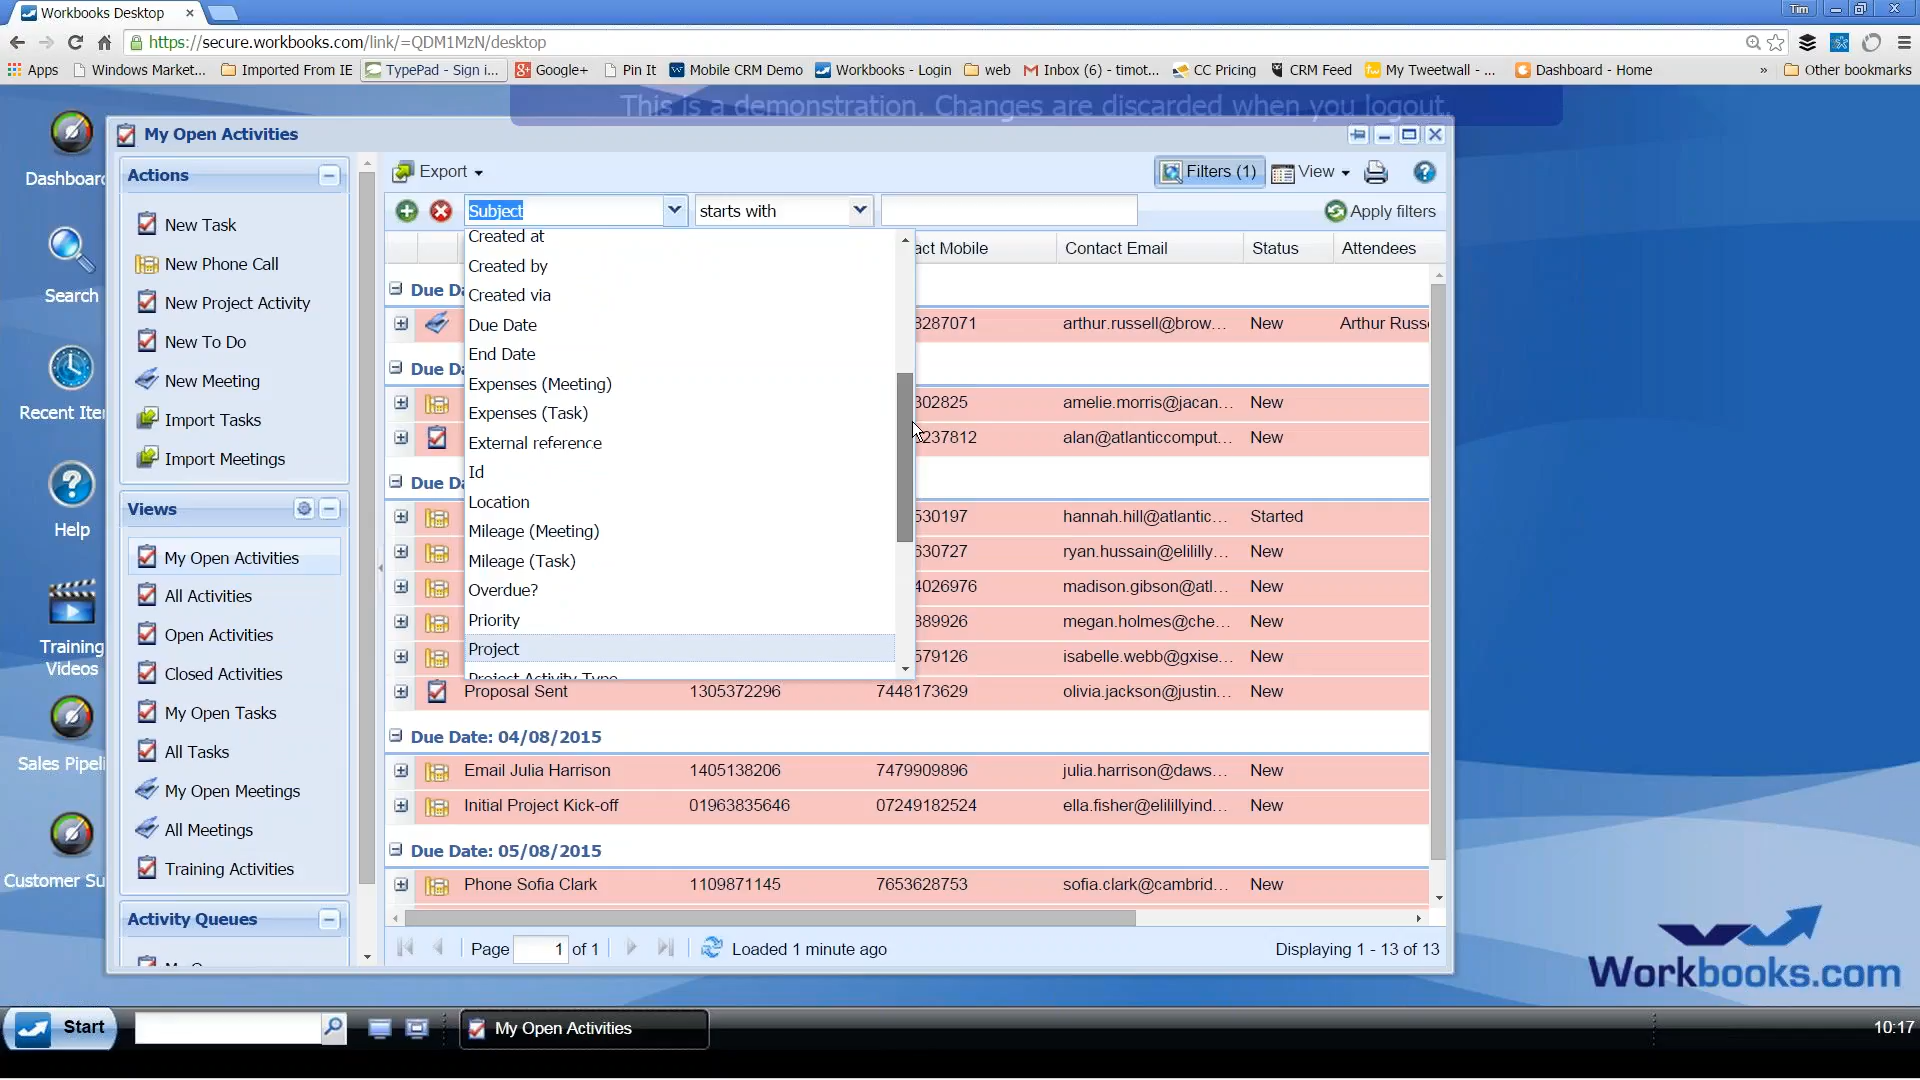 Workbooks Desktop
Tim
https://secure.workbooks.com/link/=QDM1MzN/desktop
Apps Windows Market... Imported From IE TypePad - Sign i... Google+ Pin It Mobile CRM Demo Workbooks - Login web Inbox (6) - timot... CC Pricing CRM Feed My Tweetwall - ... Dashboard - Home » Other bookmarks
This is a demonstration. Changes are discarded when you logout.
My Open Activities
Dashboard
Search
Recent Iter
Help
Training
Videos
Sales Pipeli
Customer Su
Actions
New Task
New Phone Call
New Project Activity
New To Do
New Meeting
Import Tasks
Import Meetings
Views
My Open Activities
All Activities
Open Activities
Closed Activities
My Open Tasks
All Tasks
My Open Meetings
All Meetings
Training Activities
Activity Queues
Export Filters (1) View
Subject starts with Apply filters
Created at
Created by
Created via
Due Date
End Date
Expenses (Meeting)
Expenses (Task)
External reference
Id
Location
Mileage (Meeting)
Mileage (Task)
Overdue?
Priority
Project
Project Activity Type
act Mobile Contact Email Status Attendees
Due Da
3287071 arthur.russell@brow... New Arthur Russ
Due Da
302825 amelie.morris@jacan... New
237812 alan@atlanticcomput... New
Due Da
530197 hannah.hill@atlantic... Started
630727 ryan.hussain@elililly... New
4026976 madison.gibson@atl... New
889926 megan.holmes@che... New
579126 isabelle.webb@gxise... New
Proposal Sent 1305372296 7448173629 olivia.jackson@justin... New
Due Date: 04/08/2015
Email Julia Harrison 1405138206 7479909896 julia.harrison@daws... New
Initial Project Kick-off 01963835646 07249182524 ella.fisher@elilillyind... New
Due Date: 05/08/2015
Phone Sofia Clark 1109871145 7653628753 sofia.clark@cambrid... New
Page 1 of 1 Loaded 1 minute ago Displaying 1 - 13 of 13
Workbooks.com
Start My Open Activities 10:17